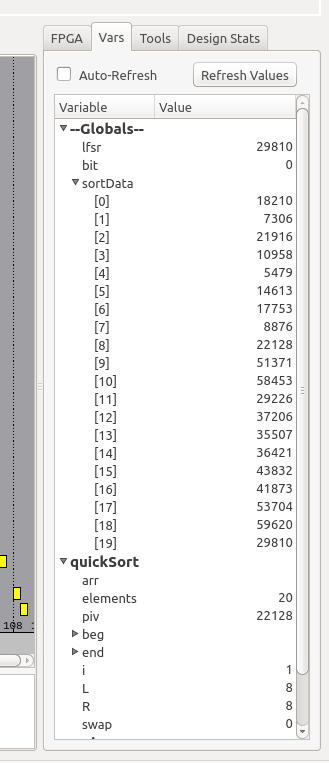 FPGA Vars Tools Design Stats
Auto-Refresh Refresh Values
Variable Value
--Globals--
lfsr 29810
bit 0
sortData
[0] 18210
[1] 7306
[2] 21916
[3] 10958
[4] 5479
[5] 14613
[6] 17753
[7] 8876
[8] 22128
[9] 51371
[10] 58453
[11] 29226
[12] 37206
[13] 35507
[14] 36421
[15] 43832
[16] 41873
[17] 53704
[18] 59620
[19] 29810
quickSort
arr
elements 20
piv 22128
beg
end
i 1
L 8
R 8
swap 0
108